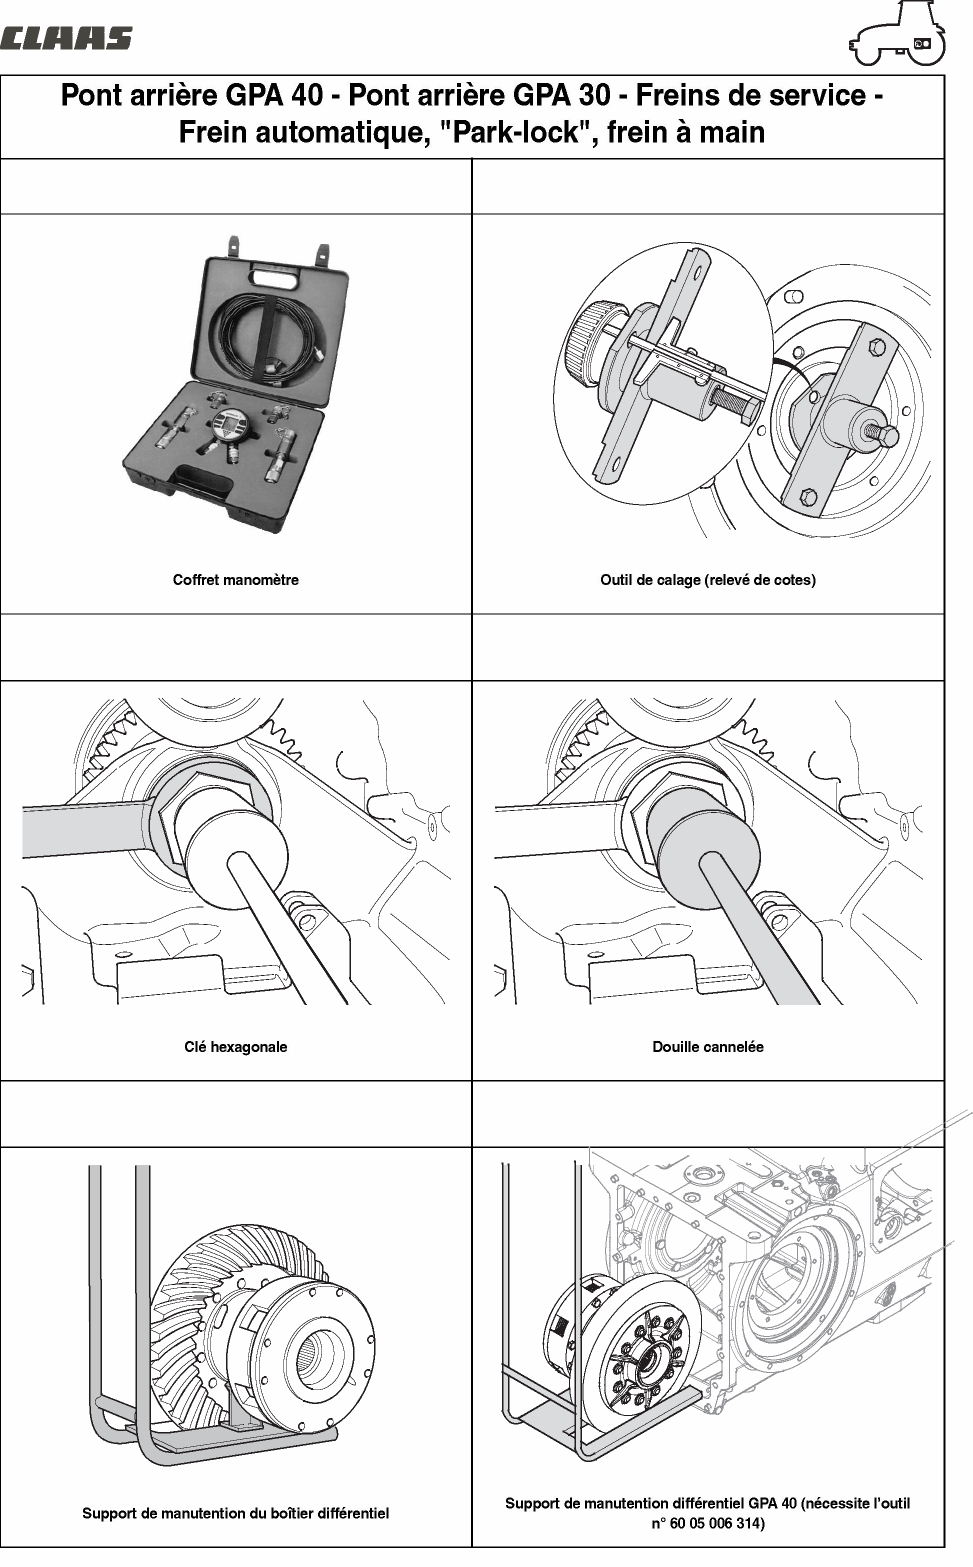 CLAAS
Pont arrière GPA 40 - Pont arrière GPA 30 - Freins de service -
Frein automatique, "Park-lock", frein à main
Coffret manomètre
Outil de calage (relevé de cotes)
Clé hexagonale
Douille cannelée
Support de manutention du boîtier différentiel
Support de manutention différentiel GPA 40 (nécessite l'outil
n° 60 05 006 314)